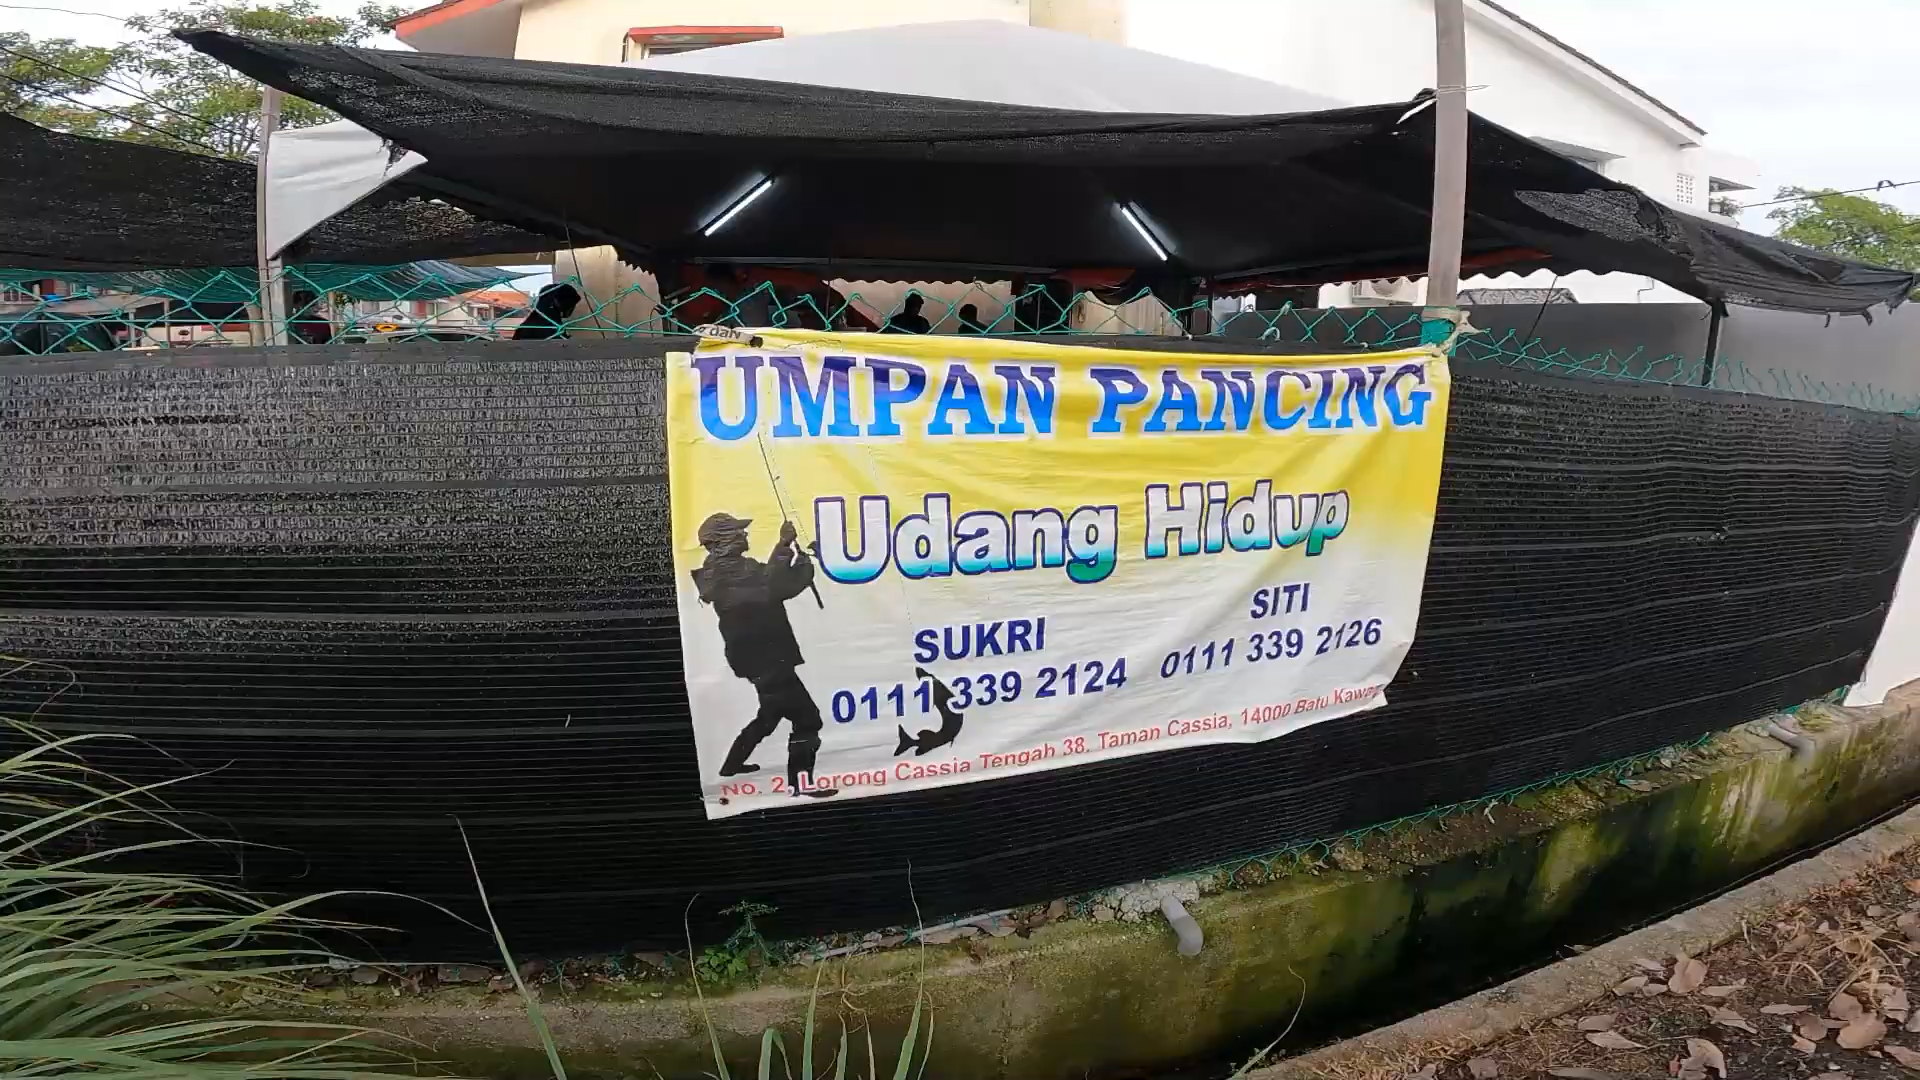 UMPAN PANCING
Udang Hidup
SUKRI
0111 339 2124
SITI
0111 339 2126
No. 2, Lorong Cassia Tengah 38, Taman Cassia, 14000 Batu Kawan